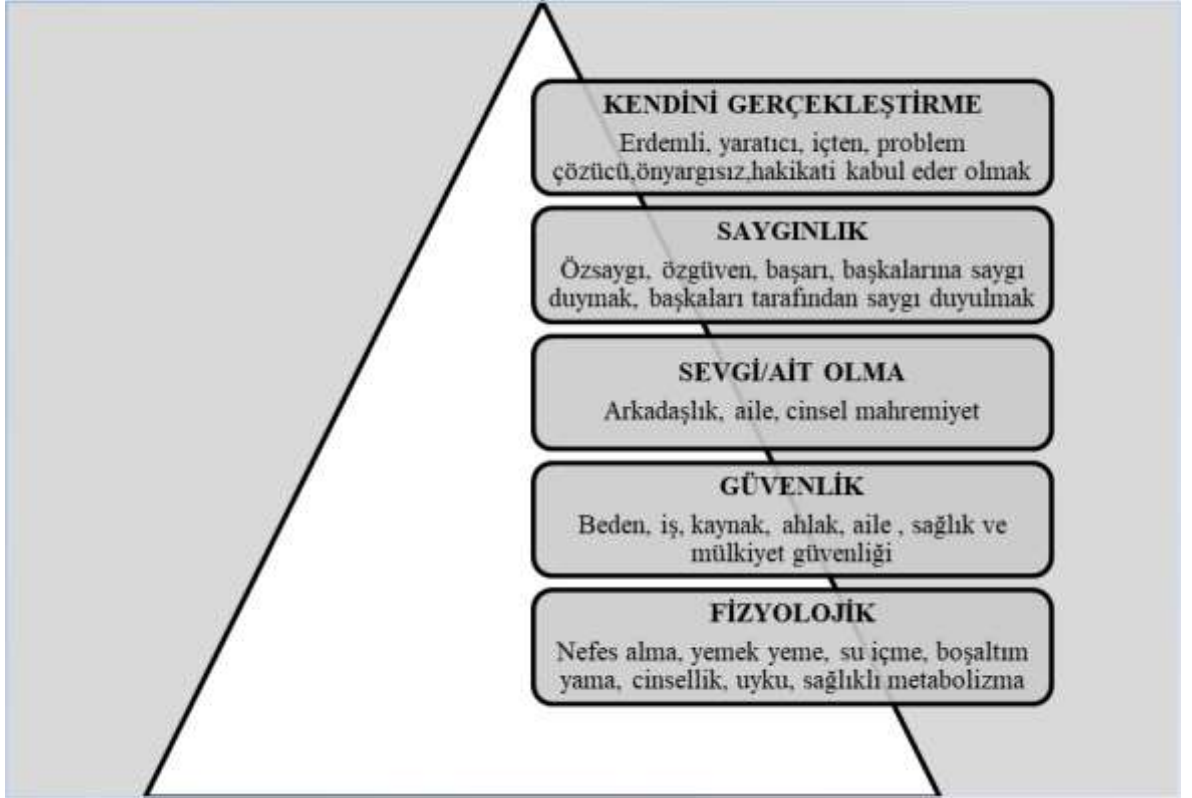 KENDİNİ GERÇEKLEŞTİRME
Erdemli, yaratıcı, içten, problem
çözücü,önyargısız,hakikati kabul eder olmak
SAYGINLIK
Özsaygı, özgüven, başarı, başkalarına saygı
duymak, başkaları tarafından saygı duyulmak
SEVGİ/AİT OLMA
Arkadaşlık, aile, cinsel mahremiyet
GÜVENLİK
Beden, iş, kaynak, ahlak, aile , sağlık ve
mülkiyet güvenliği
FİZYOLOJİK
Nefes alma, yemek yeme, su içme, boşaltım
yama, cinsellik, uyku, sağlıklı metabolizma